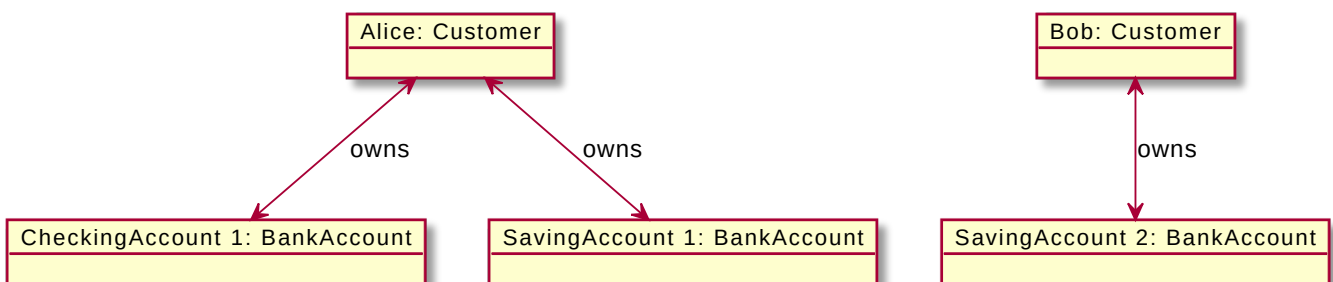 Alice: Customer
Bob: Customer
owns
owns
owns
CheckingAccount 1: BankAccount
SavingAccount 1: BankAccount
SavingAccount 2: BankAccount